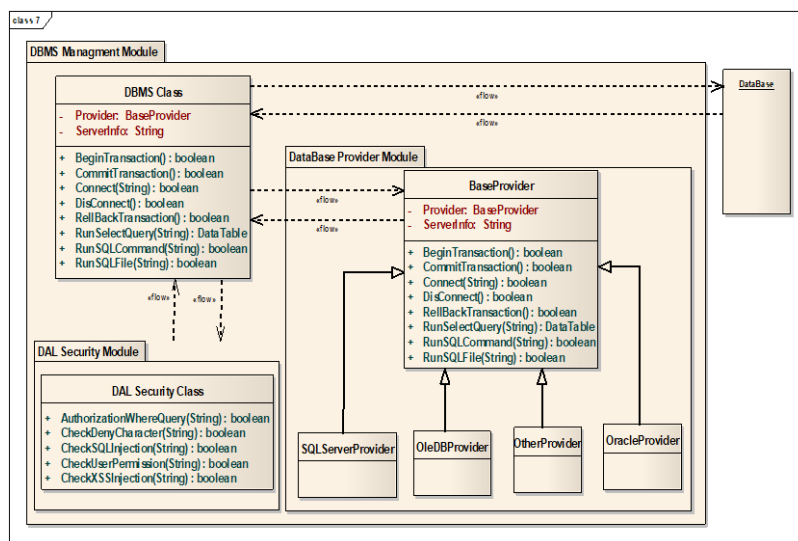 class 7
DBMS Managment Module
DBMS Class
- Provider: BaseProvider
- ServerInfo: String
+ BeginTransaction() : boolean
+ CommitTransaction() : boolean
+ Connect(String) : boolean
+ DisConnect() : boolean
+ RellBackTransaction() : boolean
+ RunSelectQuery(String) : DataTable
+ RunSQLCommand(String) : boolean
+ RunSQLFile(String) : boolean
«flow»
«flow»
DataBase
DataBase Provider Module
«flow»
«flow»
BaseProvider
- Provider: BaseProvider
- ServerInfo: String
+ BeginTransaction() : boolean
+ CommitTransaction() : boolean
+ Connect(String) : boolean
+ DisConnect() : boolean
+ RellBackTransaction() : boolean
+ RunSelectQuery(String) : DataTable
+ RunSQLCommand(String) : boolean
+ RunSQLFile(String) : boolean
«flow»
«flow»
DAL Security Module
DAL Security Class
+ AuthorizationWhereQuery(String) : boolean
+ CheckDenyCharacter(String) : boolean
+ CheckSQLInjection(String) : boolean
+ CheckUserPermission(String) : boolean
+ CheckXSSInjection(String) : boolean
SQLServerProvider
OleDBProvider
OtherProvider
OracleProvider